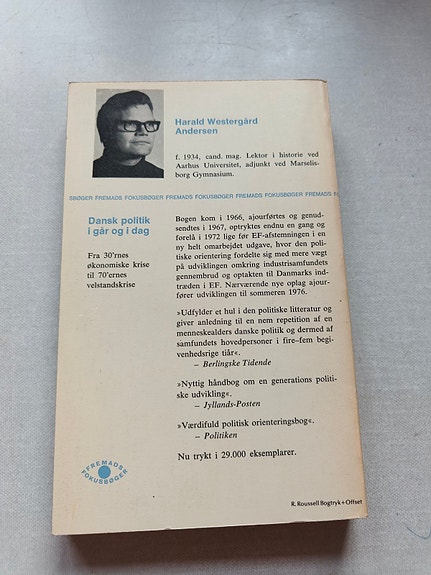 Harald Westergård
Andersen
f. 1934, cand. mag. Lektor i historie ved
Aarhus Universitet, adjunkt ved Marselis-
borg Gymnasium.
SBØGER FREMADS FOKUSBØGER FREMADS FOKUSBØGER FREMADS FOKUSBØGER FREMADS
Dansk politik
i går og i dag
Fra 30'rnes
økonomiske krise
til 70'ernes
velstandskrise
Bogen kom i 1966, ajourførtes og genud-
sendtes i 1967, optryktes endnu en gang og
forelå i 1972 lige før EF-afstemningen i en
ny helt omarbejdet udgave, hvor den poli-
tiske orientering fordelte sig med mere vægt
på udviklingen omkring industrisamfundets
gennembrud og optakten til Danmarks ind-
træden i EF. Nærværende nye oplag ajour-
fører udviklingen til sommeren 1976.
»Udfylder et hul i den politiske litteratur og
giver anledning til en nem repetition af en
menneskealders danske politik og dermed af
samfundets hovedpersoner i fire–fem begi-
venhedsrige tiår«.
– Berlingske Tidende
»Nyttig håndbog om en generations politi-
ske udvikling«.
– Jyllands-Posten
»Værdifuld politisk orienteringsbog«.
– Politiken
Nu trykt i 29.000 eksemplarer.
FREMADS
FOKUSBØGER
R. Roussell Bogtryk+Offset